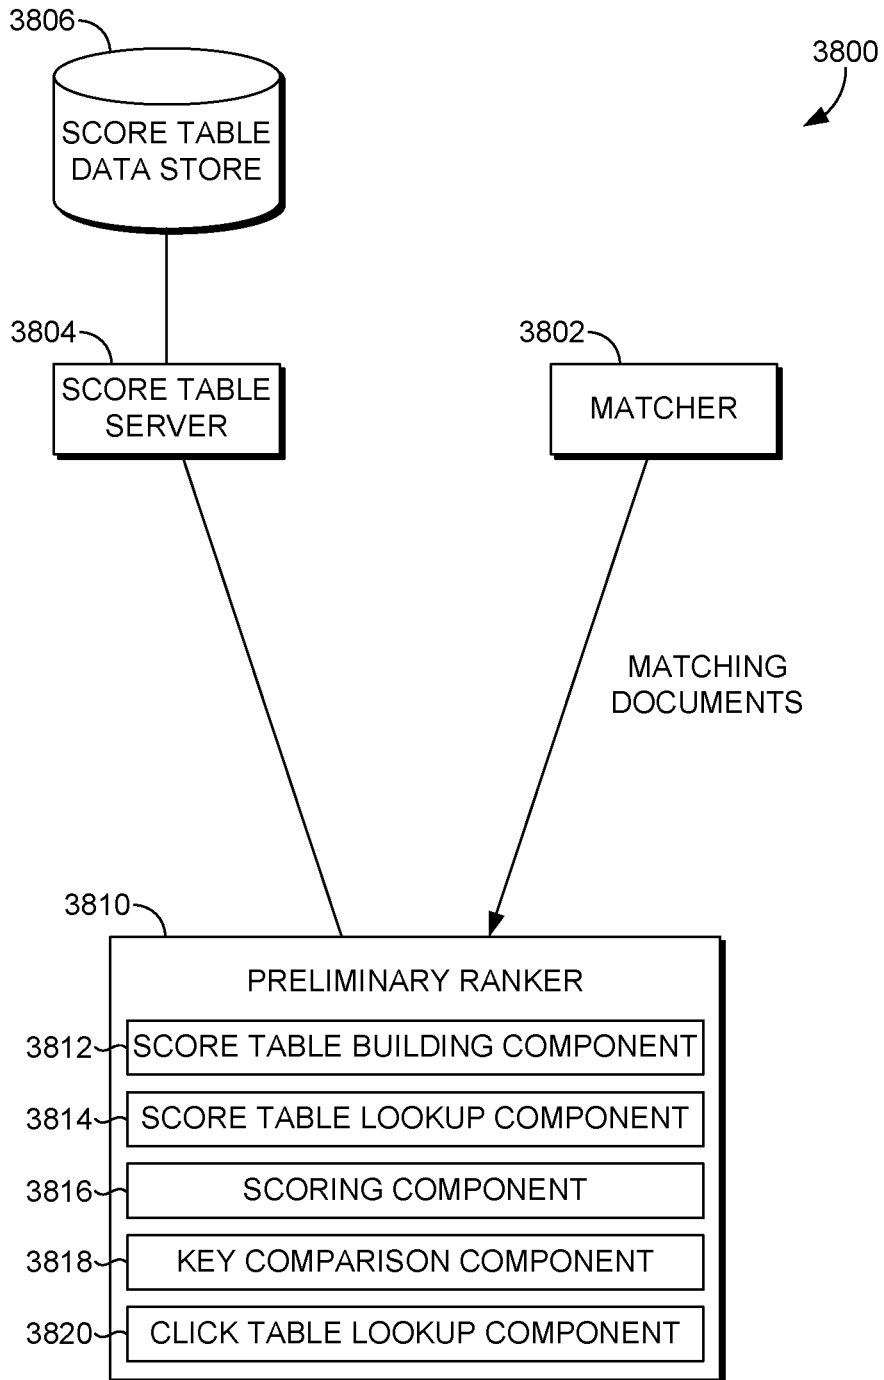 3806
3800
SCORE TABLE
DATA STORE
3804
3802
SCORE TABLE
SERVER
MATCHER
MATCHING
DOCUMENTS
3810
PRELIMINARY RANKER
3812
SCORE TABLE BUILDING COMPONENT
3814
SCORE TABLE LOOKUP COMPONENT
3816
SCORING COMPONENT
3818
KEY COMPARISON COMPONENT
3820
CLICK TABLE LOOKUP COMPONENT